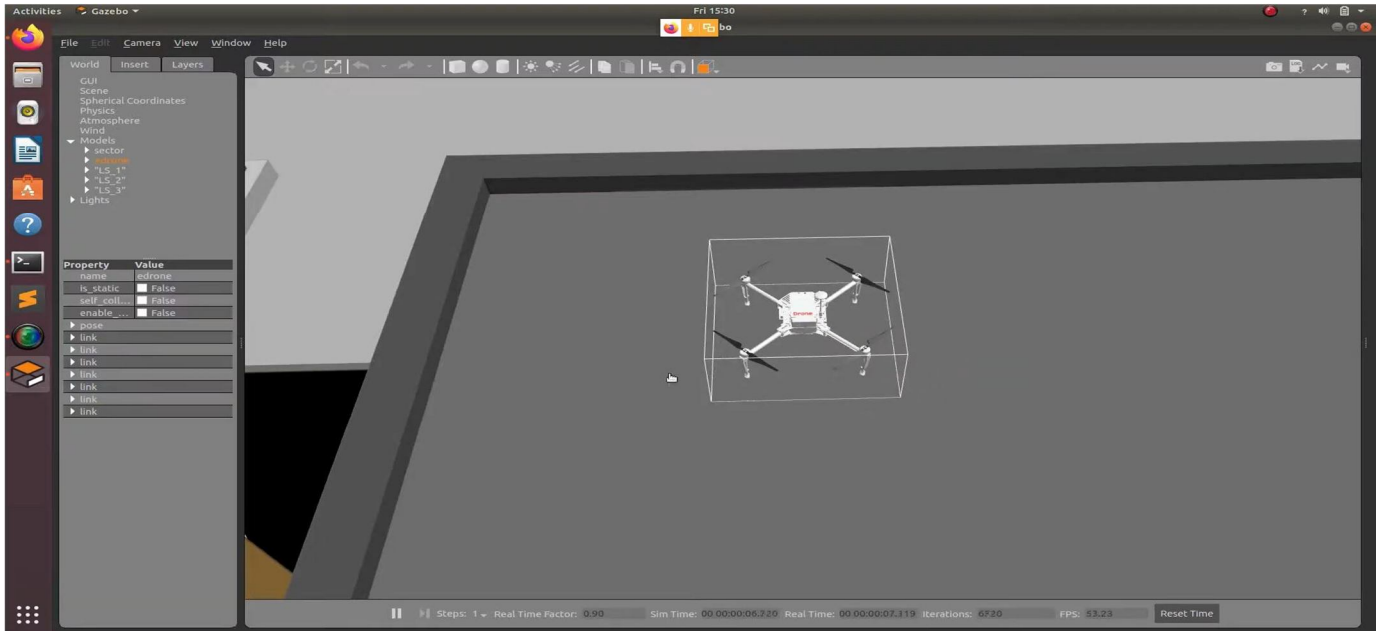 Activities Gazebo Fri 15:30
bo
File Edit Camera View Window Help
World Insert Layers
GUI
Scene
Spherical Coordinates
Physics
Atmosphere
Wind
Models
sector
edrone
"LS_1"
"LS_2"
"LS_3"
Lights
Property Value
name edrone
is_static False
self_coll... False
enable_... False
pose
link
link
link
link
link
link
link
Steps: 1 Real Time Factor: 0.90 Sim Time: 00 00:00:06.720 Real Time: 00 00:00:07.119 Iterations: 6720 FPS: 53.23 Reset Time